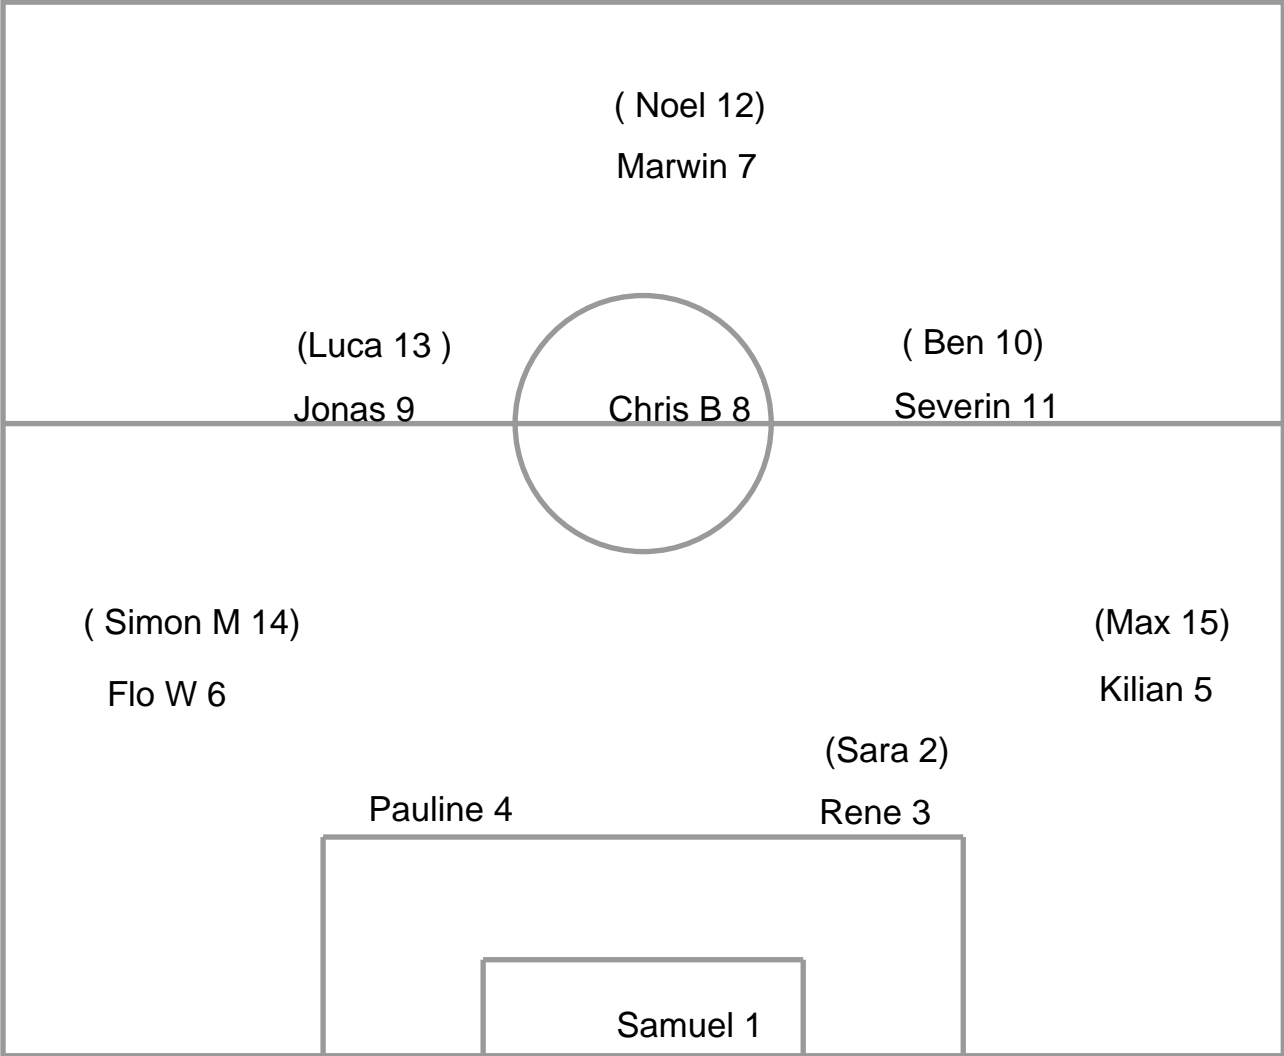 ( Noel 12)
Marwin 7
(Luca 13 )
( Ben 10)
Jonas 9
Chris B 8
Severin 11
( Simon M 14)
(Max 15)
Flo W 6
Kilian 5
(Sara 2)
Pauline 4
Rene 3
Samuel 1